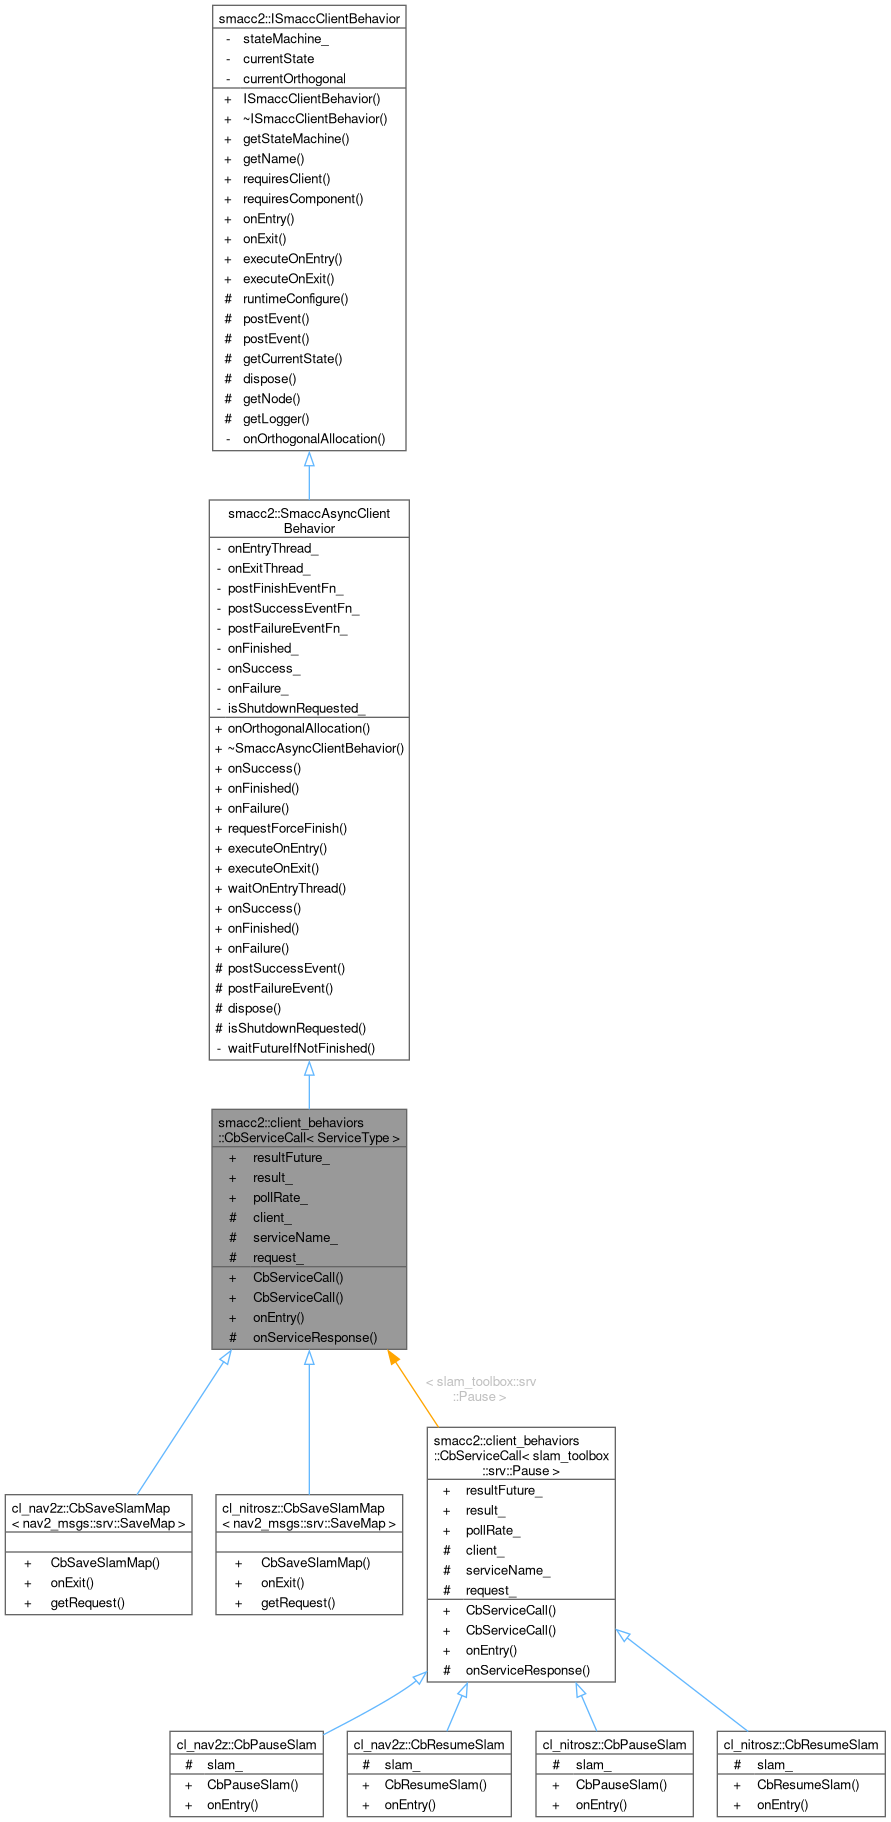 smacc2::ISmaccClientBehavior
- stateMachine_
- currentState
- currentOrthogonal
+ ISmaccClientBehavior()
+ ~ISmaccClientBehavior()
+ getStateMachine()
+ getName()
+ requiresClient()
+ requiresComponent()
+ onEntry()
+ onExit()
+ executeOnEntry()
+ executeOnExit()
# runtimeConfigure()
# postEvent()
# postEvent()
# getCurrentState()
# dispose()
# getNode()
# getLogger()
- onOrthogonalAllocation()
smacc2::SmaccAsyncClient
Behavior
- onEntryThread_
- onExitThread_
- postFinishEventFn_
- postSuccessEventFn_
- postFailureEventFn_
- onFinished_
- onSuccess_
- onFailure_
- isShutdownRequested_
+ onOrthogonalAllocation()
+ ~SmaccAsyncClientBehavior()
+ onSuccess()
+ onFinished()
+ onFailure()
+ requestForceFinish()
+ executeOnEntry()
+ executeOnExit()
+ waitOnEntryThread()
+ onSuccess()
+ onFinished()
+ onFailure()
# postSuccessEvent()
# postFailureEvent()
# dispose()
# isShutdownRequested()
- waitFutureIfNotFinished()
smacc2::client_behaviors
::CbServiceCall< ServiceType >
+ resultFuture_
+ result_
+ pollRate_
# client_
# serviceName_
# request_
+ CbServiceCall()
+ CbServiceCall()
+ onEntry()
# onServiceResponse()
< slam_toolbox::srv
::Pause >
smacc2::client_behaviors
::CbServiceCall< slam_toolbox
::srv::Pause >
+ resultFuture_
+ result_
+ pollRate_
# client_
# serviceName_
# request_
+ CbServiceCall()
+ CbServiceCall()
+ onEntry()
# onServiceResponse()
cl_nav2z::CbSaveSlamMap
< nav2_msgs::srv::SaveMap >
+ CbSaveSlamMap()
+ onExit()
+ getRequest()
cl_nitrosz::CbSaveSlamMap
< nav2_msgs::srv::SaveMap >
+ CbSaveSlamMap()
+ onExit()
+ getRequest()
cl_nav2z::CbPauseSlam
# slam_
+ CbPauseSlam()
+ onEntry()
cl_nav2z::CbResumeSlam
# slam_
+ CbResumeSlam()
+ onEntry()
cl_nitrosz::CbPauseSlam
# slam_
+ CbPauseSlam()
+ onEntry()
cl_nitrosz::CbResumeSlam
# slam_
+ CbResumeSlam()
+ onEntry()